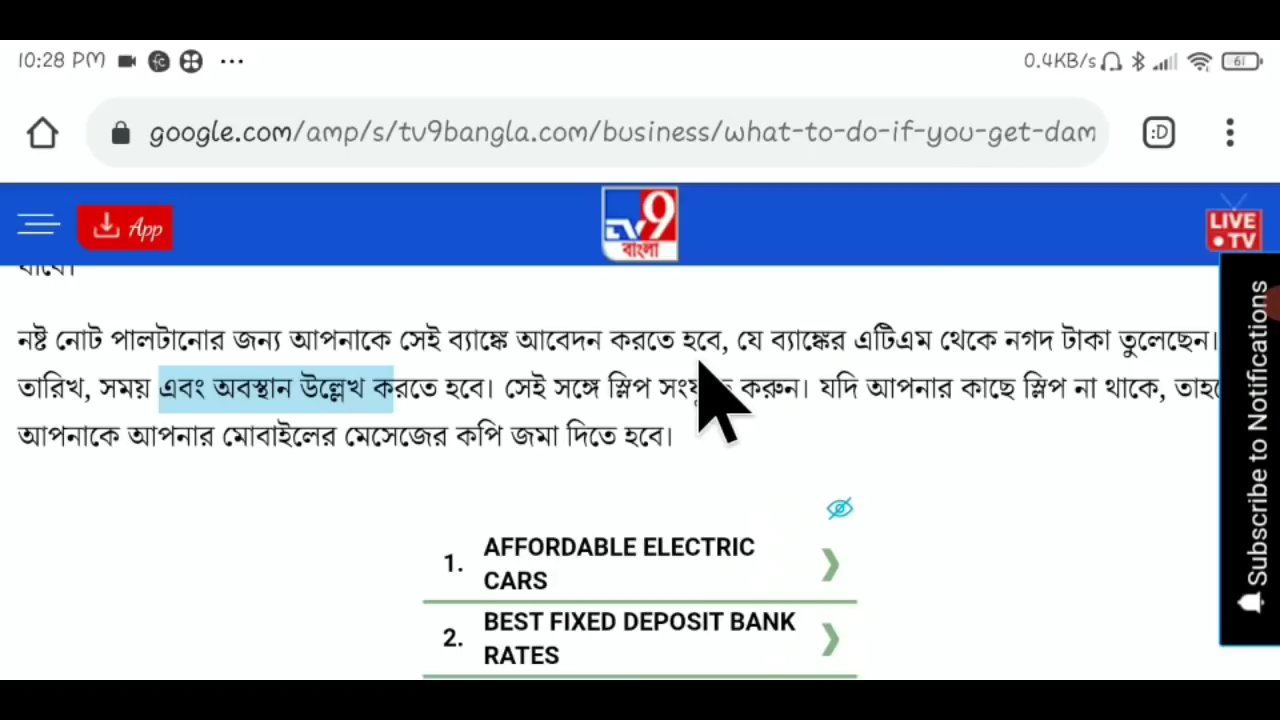 10:28 PM
0.4KB/s
61
google.com/amp/s/tv9bangla.com/business/what-to-do-if-you-get-dam
:D
App
TV9
বাংলা
LIVE
TV
নষ্ট নোট পালটানোর জন্য আপনাকে সেই ব্যাঙ্কে আবেদন করতে হবে, যে ব্যাঙ্কের এটিএম থেকে নগদ টাকা তুলেছেন।
তারিখ, সময় এবং অবস্থান উল্লেখ করতে হবে। সেই সঙ্গে স্লিপ করুন। যদি আপনার কাছে স্লিপ না থাকে,
আপনাকে আপনার মোবাইলের মেসেজের কপি জমা দিতে হবে।
Subscribe to Notifications
1. AFFORDABLE ELECTRIC
CARS
2. BEST FIXED DEPOSIT BANK
RATES